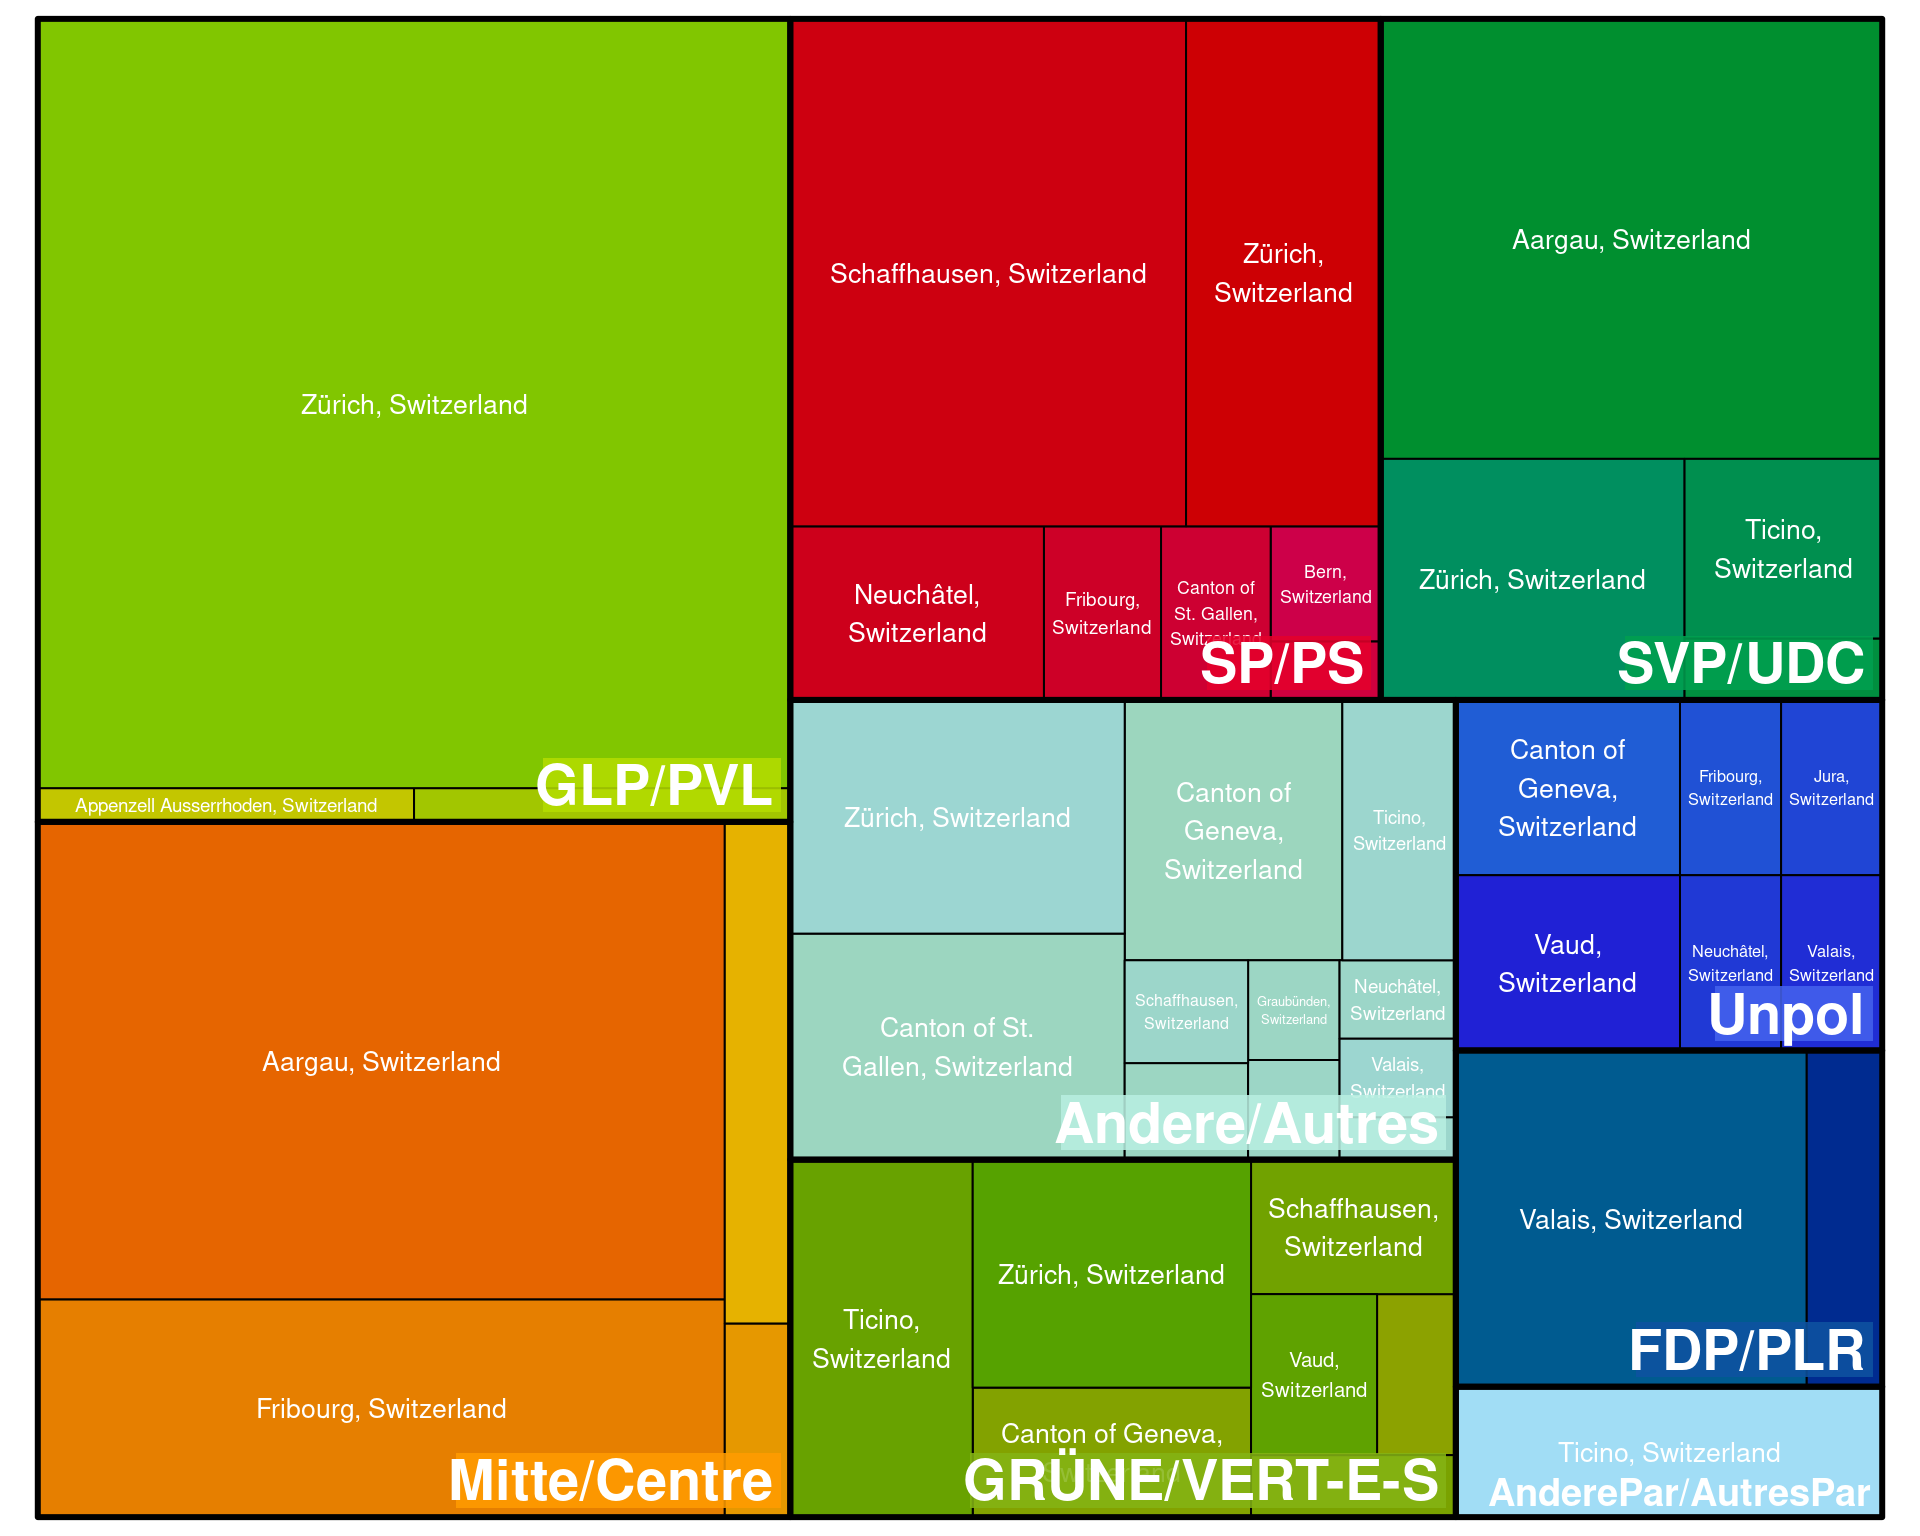 Zürich, Switzerland
Appenzell Ausserrhoden, Switzerland
GLP/PVL
Aargau, Switzerland
Fribourg, Switzerland
Mitte/Centre
Schaffhausen, Switzerland
Zürich,
Switzerland
Neuchâtel,
Switzerland
Fribourg,
Switzerland
Canton of
St. Gallen,
Switzerland
Bern,
Switzerland
SP/PS
Aargau, Switzerland
Zürich, Switzerland
Ticino,
Switzerland
SVP/UDC
Zürich, Switzerland
Canton of St.
Gallen, Switzerland
Canton of
Geneva,
Switzerland
Ticino,
Switzerland
Schaffhausen,
Switzerland
Graubünden,
Switzerland
Neuchâtel,
Switzerland
Valais,
Switzerland
Andere/Autres
Canton of
Geneva,
Switzerland
Fribourg,
Switzerland
Jura,
Switzerland
Vaud,
Switzerland
Neuchâtel,
Switzerland
Valais,
Switzerland
Unpol
Ticino,
Switzerland
Zürich, Switzerland
Schaffhausen,
Switzerland
Vaud,
Switzerland
Canton of Geneva,
Switzerland
GRÜNE/VERT-E-S
Valais, Switzerland
FDP/PLR
Ticino, Switzerland
AnderePar/AutresPar